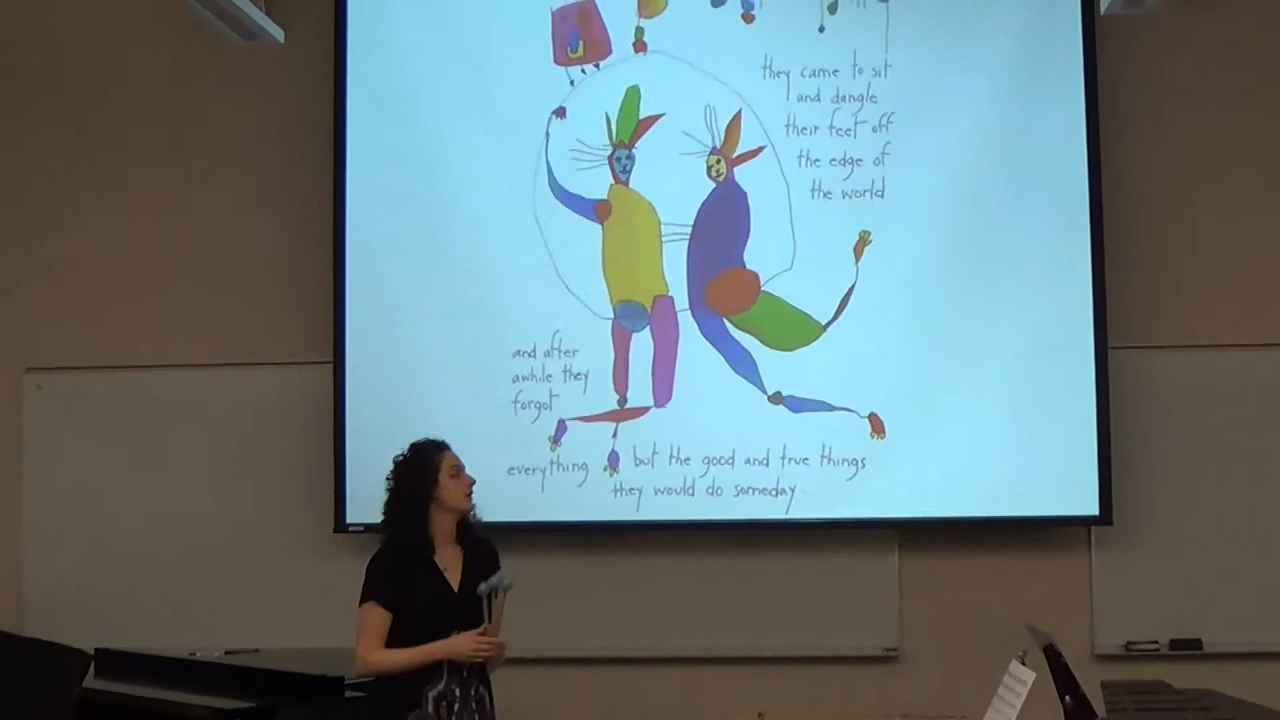 they came to sit
and dangle
their feet off
the edge of
the world
and after
awhile they
forgot
everything but the good and true things
they would do someday